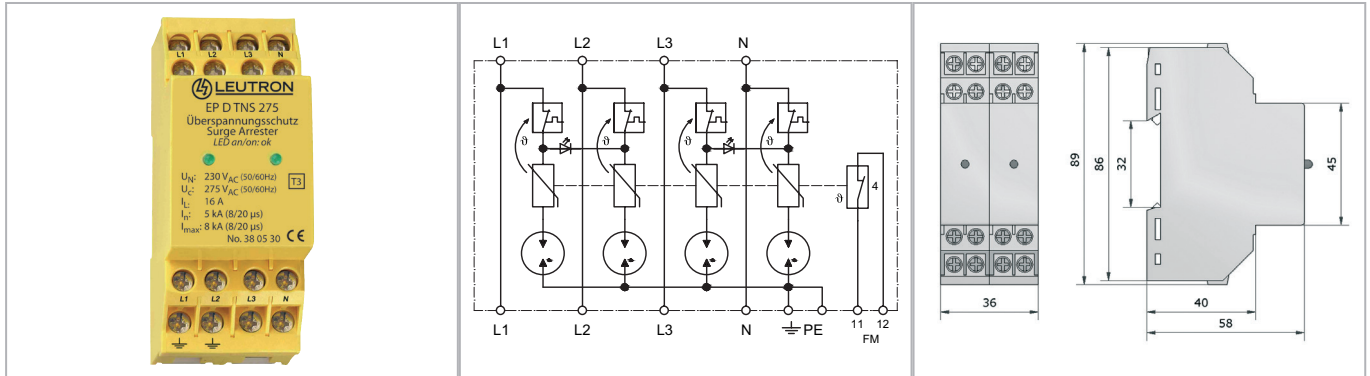 L1 L2 L3 N
LEUTRON
EP D TNS 275
Überspannungsschutz
Surge Arrester
LED an/on: ok
UN: 230 VAC (50/60Hz)
Uc: 275 VAC (50/60Hz)
T3
IL: 16 A
In: 5 kA (8/20 µs)
Imax: 8 kA (8/20 µs)
No. 38 05 30 CE
L1 L2 L3 N
L1 L2 L3 N
ϑ ϑ ϑ ϑ
ϑ 4
L1 L2 L3 N PE 11 12
FM
89 86 32 45
36
40
58